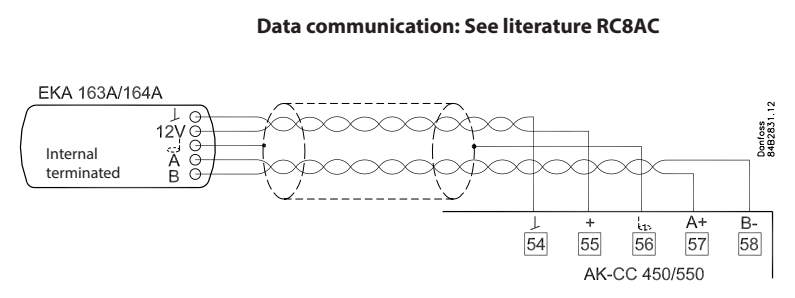 Data communication: See literature RC8AC
EKA 163A/164A
12V
Internal
terminated
A
B
Danfoss
84B2831.12
+
A+
B-
54
55
56
57
58
AK-CC 450/550